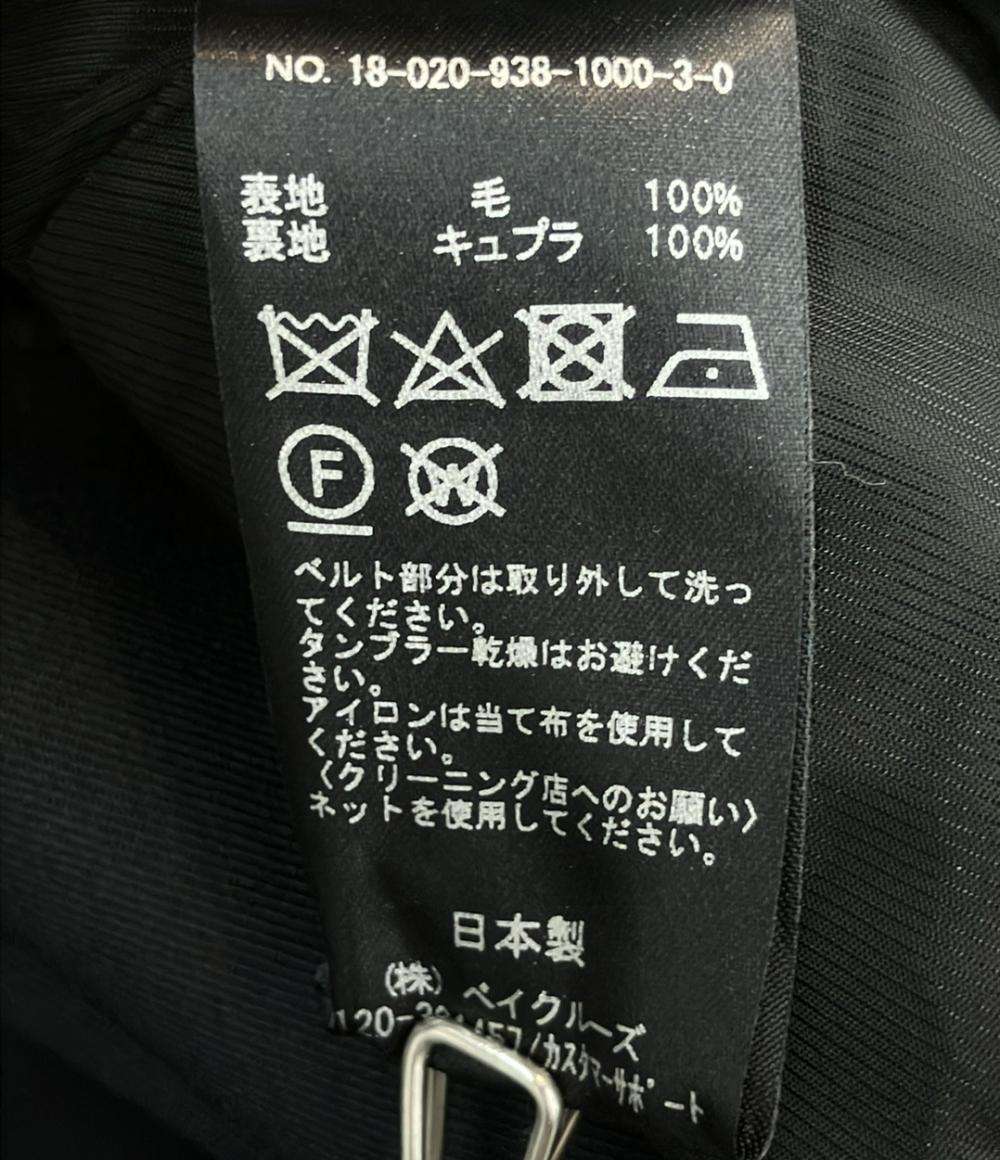 NO. 18-020-938-1000-3-0
表地 毛 100%
裏地 キュプラ 100%
F
W
ベルト部分は取り外して洗っ
てください。
タンブラー乾燥はお避けくだ
さい。
アイロンは当て布を使用して
ください。
〈クリーニング店へのお願い〉
ネットを使用してください。
日本製
(株) ベイクルーズ
カスタマーサポート